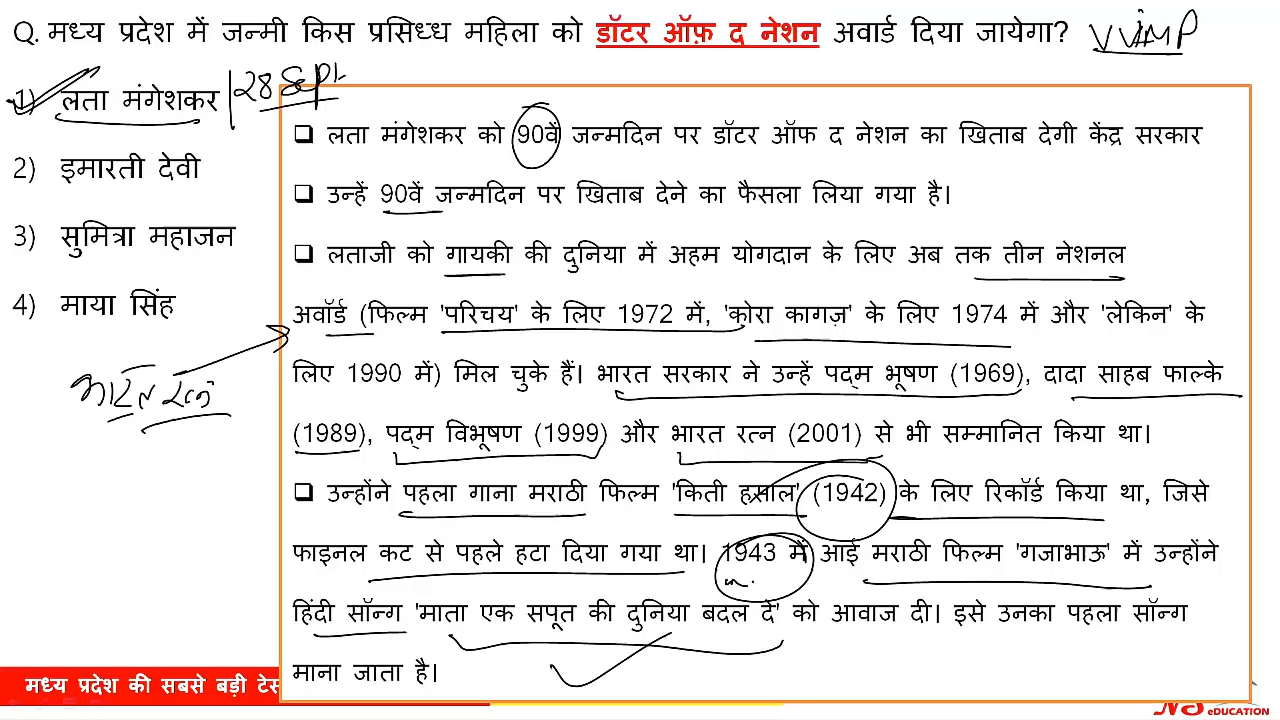 Q. मध्य प्रदेश में जन्मी किस प्रसिध्ध महिला को डॉटर ऑफ़ द नेशन अवार्ड दिया जायेगा? VVIMP
1) लता मंगेशकर 28 Sept
2) इमारती देवी
3) सुमित्रा महाजन
4) माया सिंह
भारत रत्न
❑ लता मंगेशकर को 90वें जन्मदिन पर डॉटर ऑफ द नेशन का खिताब देगी केंद्र सरकार
❑ उन्हें 90वें जन्मदिन पर खिताब देने का फैसला लिया गया है।
❑ लताजी को गायकी की दुनिया में अहम योगदान के लिए अब तक तीन नेशनल
अवॉर्ड (फिल्म 'परिचय' के लिए 1972 में, 'कोरा कागज़' के लिए 1974 में और 'लेकिन' के
लिए 1990 में) मिल चुके हैं। भारत सरकार ने उन्हें पद्म भूषण (1969), दादा साहब फाल्के
(1989), पद्म विभूषण (1999) और भारत रत्न (2001) से भी सम्मानित किया था।
❑ उन्होंने पहला गाना मराठी फिल्म 'किती हसाल' (1942) के लिए रिकॉर्ड किया था, जिसे
फाइनल कट से पहले हटा दिया गया था। 1943 में आई मराठी फिल्म 'गजाभाऊ' में उन्होंने
हिंदी सॉन्ग 'माता एक सपूत की दुनिया बदल दे' को आवाज दी। इसे उनका पहला सॉन्ग
माना जाता है।
मध्य प्रदेश की सबसे बड़ी टेस
eDUCATION